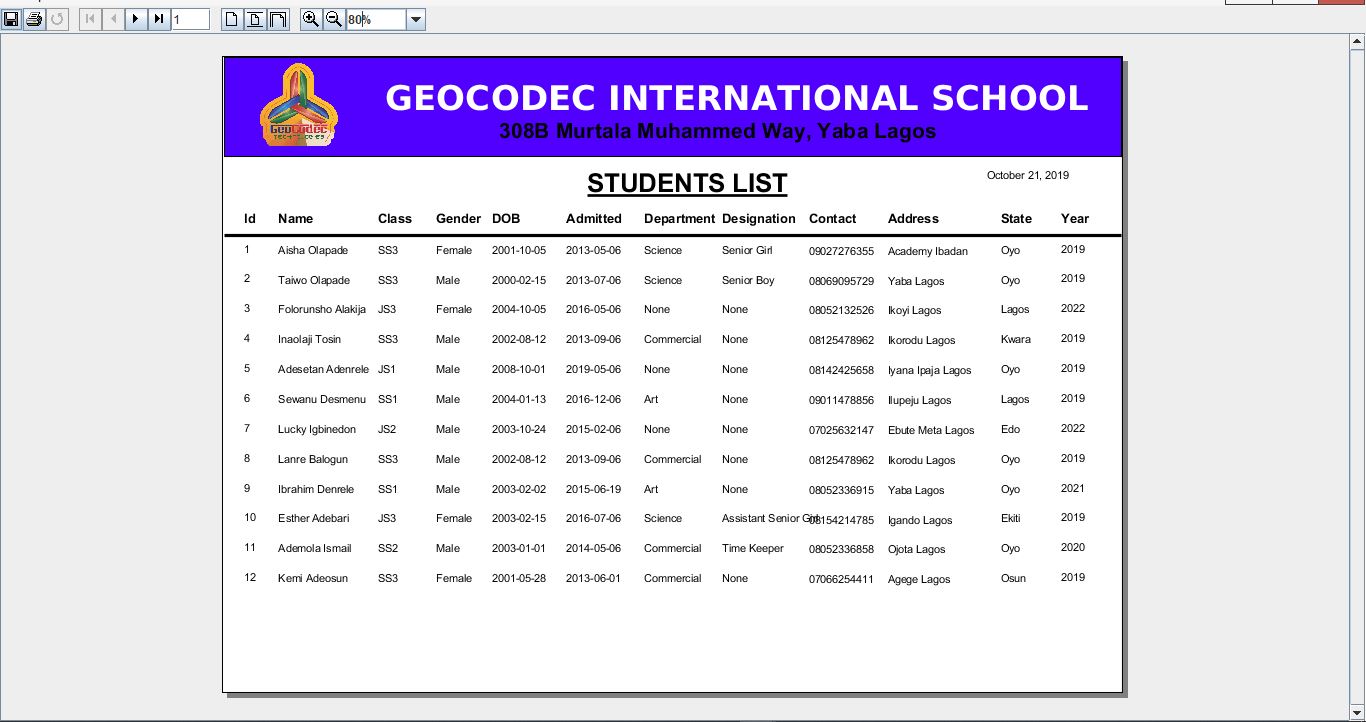 1
80%
GEOCODEC INTERNATIONAL SCHOOL
GeoCodec
308B Murtala Muhammed Way, Yaba Lagos
October 21, 2019
STUDENTS LIST
Id Name Class Gender DOB Admitted Department Designation Contact Address State Year
1 Aisha Olapade SS3 Female 2001-10-05 2013-05-06 Science Senior Girl 09027276355 Academy Ibadan Oyo 2019
2 Taiwo Olapade SS3 Male 2000-02-15 2013-07-06 Science Senior Boy 08069095729 Yaba Lagos Oyo 2019
3 Folorunsho Alakija JS3 Female 2004-10-05 2016-05-06 None None 08052132526 Ikoyi Lagos Lagos 2022
4 Inaolaji Tosin SS3 Male 2002-08-12 2013-09-06 Commercial None 08125478962 Ikorodu Lagos Kwara 2019
5 Adesetan Adenrele JS1 Male 2008-10-01 2019-05-06 None None 08142425658 Iyana Ipaja Lagos Oyo 2019
6 Sewanu Desmenu SS1 Male 2004-01-13 2016-12-06 Art None 09011478856 Ilupeju Lagos Lagos 2019
7 Lucky Igbinedon JS2 Male 2003-10-24 2015-02-06 None None 07025632147 Ebute Meta Lagos Edo 2022
8 Lanre Balogun SS3 Male 2002-08-12 2013-09-06 Commercial None 08125478962 Ikorodu Lagos Oyo 2019
9 Ibrahim Denrele SS1 Male 2003-02-02 2015-06-19 Art None 08052336915 Yaba Lagos Oyo 2021
10 Esther Adebari JS3 Female 2003-02-15 2016-07-06 Science Assistant Senior Girl 08154214785 Igando Lagos Ekiti 2019
11 Ademola Ismail SS2 Male 2003-01-01 2014-05-06 Commercial Time Keeper 08052336858 Ojota Lagos Oyo 2020
12 Kemi Adeosun SS3 Female 2001-05-28 2013-06-01 Commercial None 07066254411 Agege Lagos Osun 2019